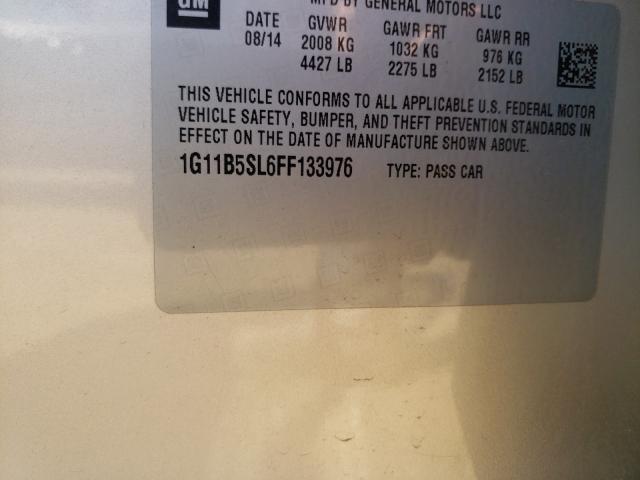 GM
MFD BY GENERAL MOTORS LLC
DATE GVWR GAWR FRT GAWR RR
08/14 2008 KG 1032 KG 976 KG
4427 LB 2275 LB 2152 LB
THIS VEHICLE CONFORMS TO ALL APPLICABLE U.S. FEDERAL MOTOR
VEHICLE SAFETY, BUMPER, AND THEFT PREVENTION STANDARDS IN
EFFECT ON THE DATE OF MANUFACTURE SHOWN ABOVE.
1G11B5SL6FF133976 TYPE: PASS CAR